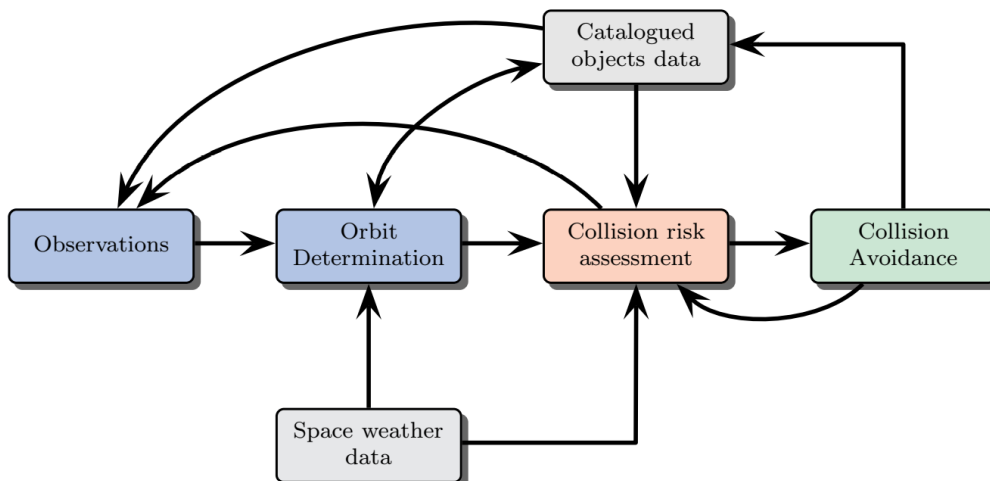 Catalogued
objects data
Observations
Orbit
Determination
Collision risk
assessment
Collision
Avoidance
Space weather
data